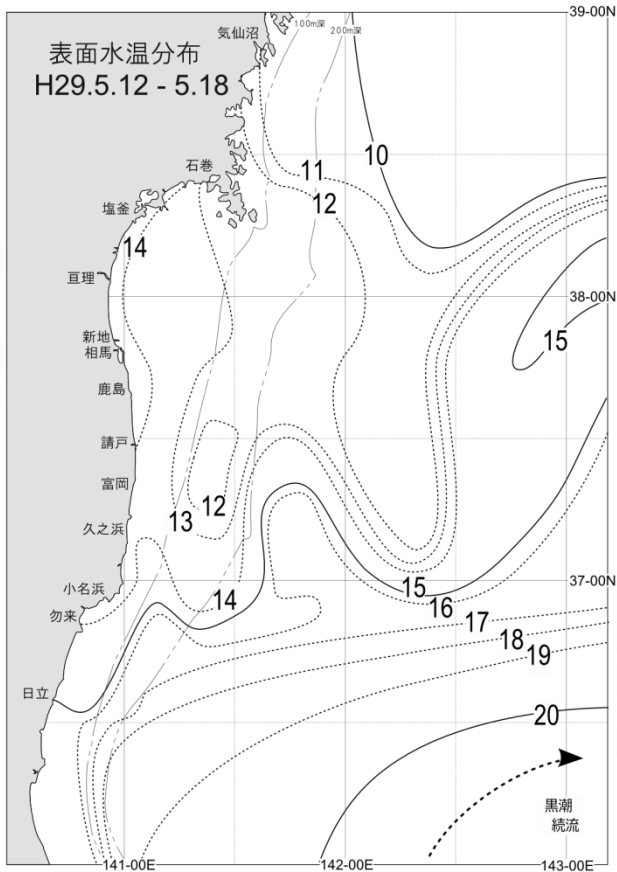 39-00N
気仙沼
100m深
200m深
表面水温分布
H29.5.12 - 5.18
石巻
10
11
12
塩釜
14
亘理
38-00N
新地
相馬
15
鹿島
請戸
富岡
12
13
久之浜
37-00N
小名浜
14
15
16
勿来
17
18
19
日立
20
黒潮
続流
141-00E
142-00E
143-00E